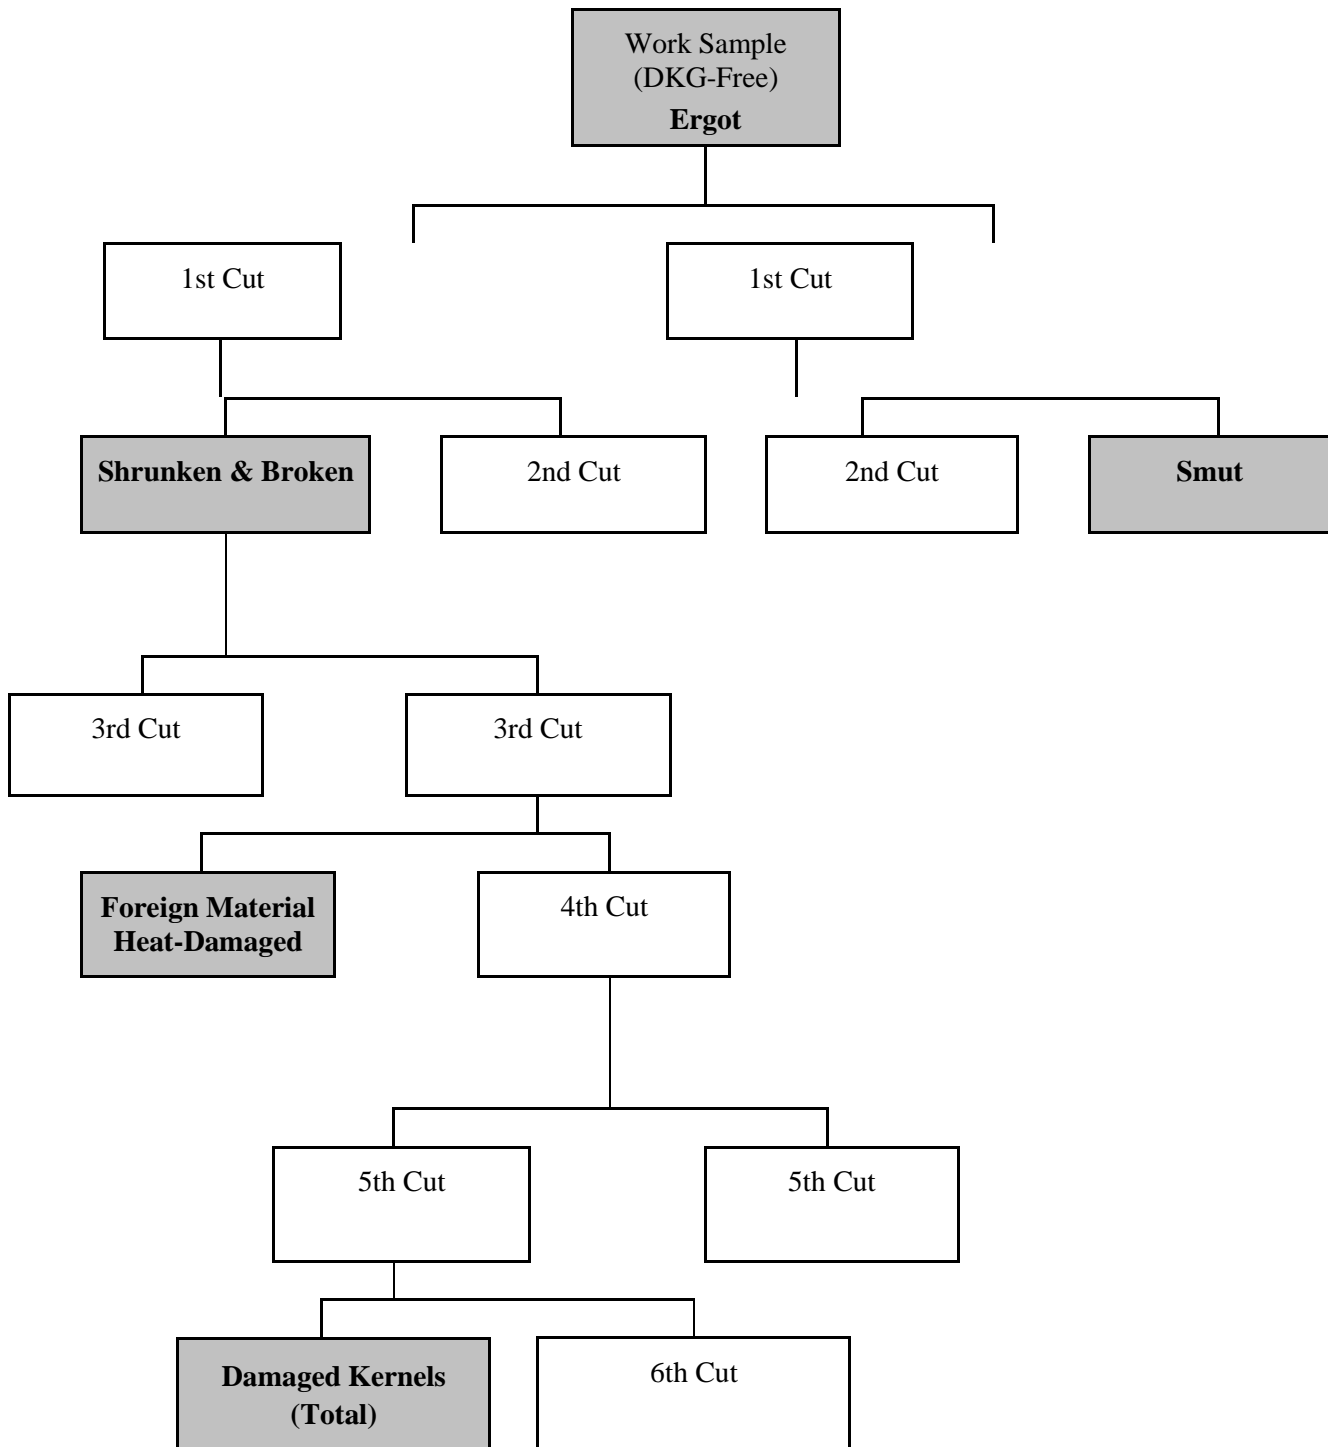 Work Sample
(DKG-Free)
Ergot
1st Cut
1st Cut
Shrunken & Broken
2nd Cut
2nd Cut
Smut
3rd Cut
3rd Cut
Foreign Material
Heat-Damaged
4th Cut
5th Cut
5th Cut
Damaged Kernels
(Total)
6th Cut